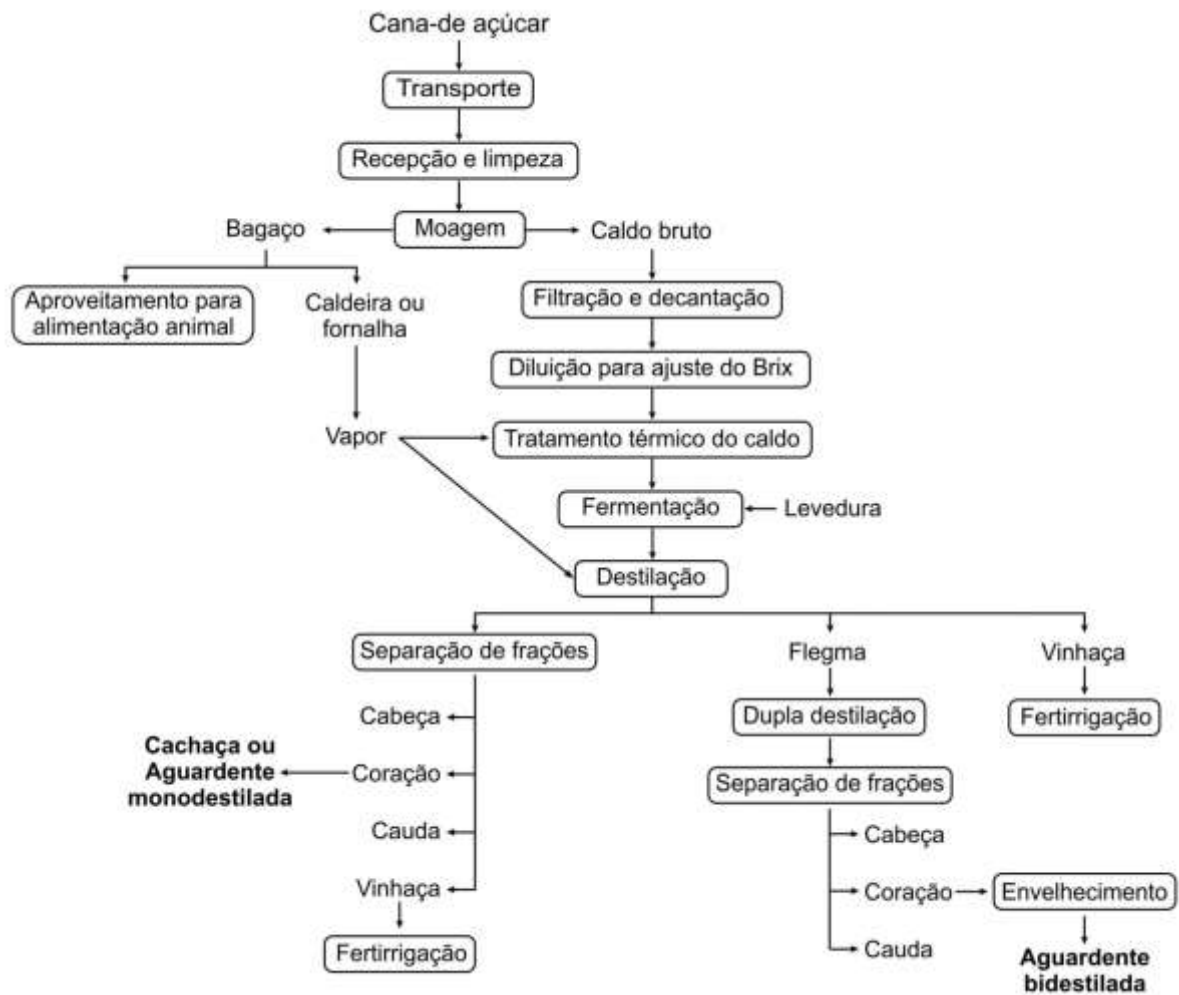 Cana-de açúcar
Transporte
Recepção e limpeza
Bagaço
Moagem
Caldo bruto
Aproveitamento para
alimentação animal
Caldeira ou
fornalha
Filtração e decantação
Diluição para ajuste do Brix
Vapor
Tratamento térmico do caldo
Fermentação
Levedura
Destilação
Separação de frações
Flegma
Vinhaça
Cabeça
Dupla destilação
Fertirrigação
Cachaça ou
Aguardente
monodestilada
Coração
Separação de frações
Cauda
Cabeça
Vinhaça
Coração
Envelhecimento
Fertirrigação
Cauda
Aguardente
bidestilada